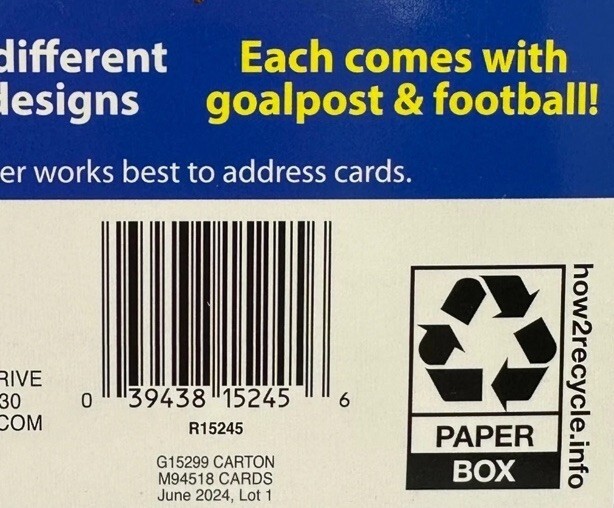 different
designs
Each comes with
goalpost & football!
er works best to address cards.
RIVE
30
COM
0 39438 15245 6
R15245
G15299 CARTON
M94518 CARDS
June 2024, Lot 1
PAPER
BOX
how2recycle.info